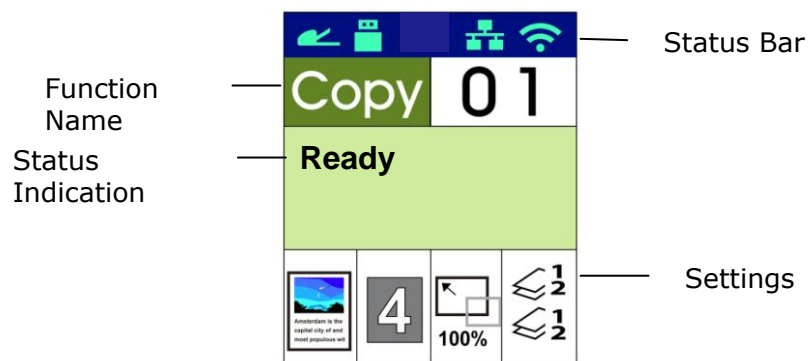 Status Bar
Function
Name
Copy
01
Status
Indication
Ready
Settings
Amsterdam is the
capital city of and
most populous wil
4
100%
1
2
1
2